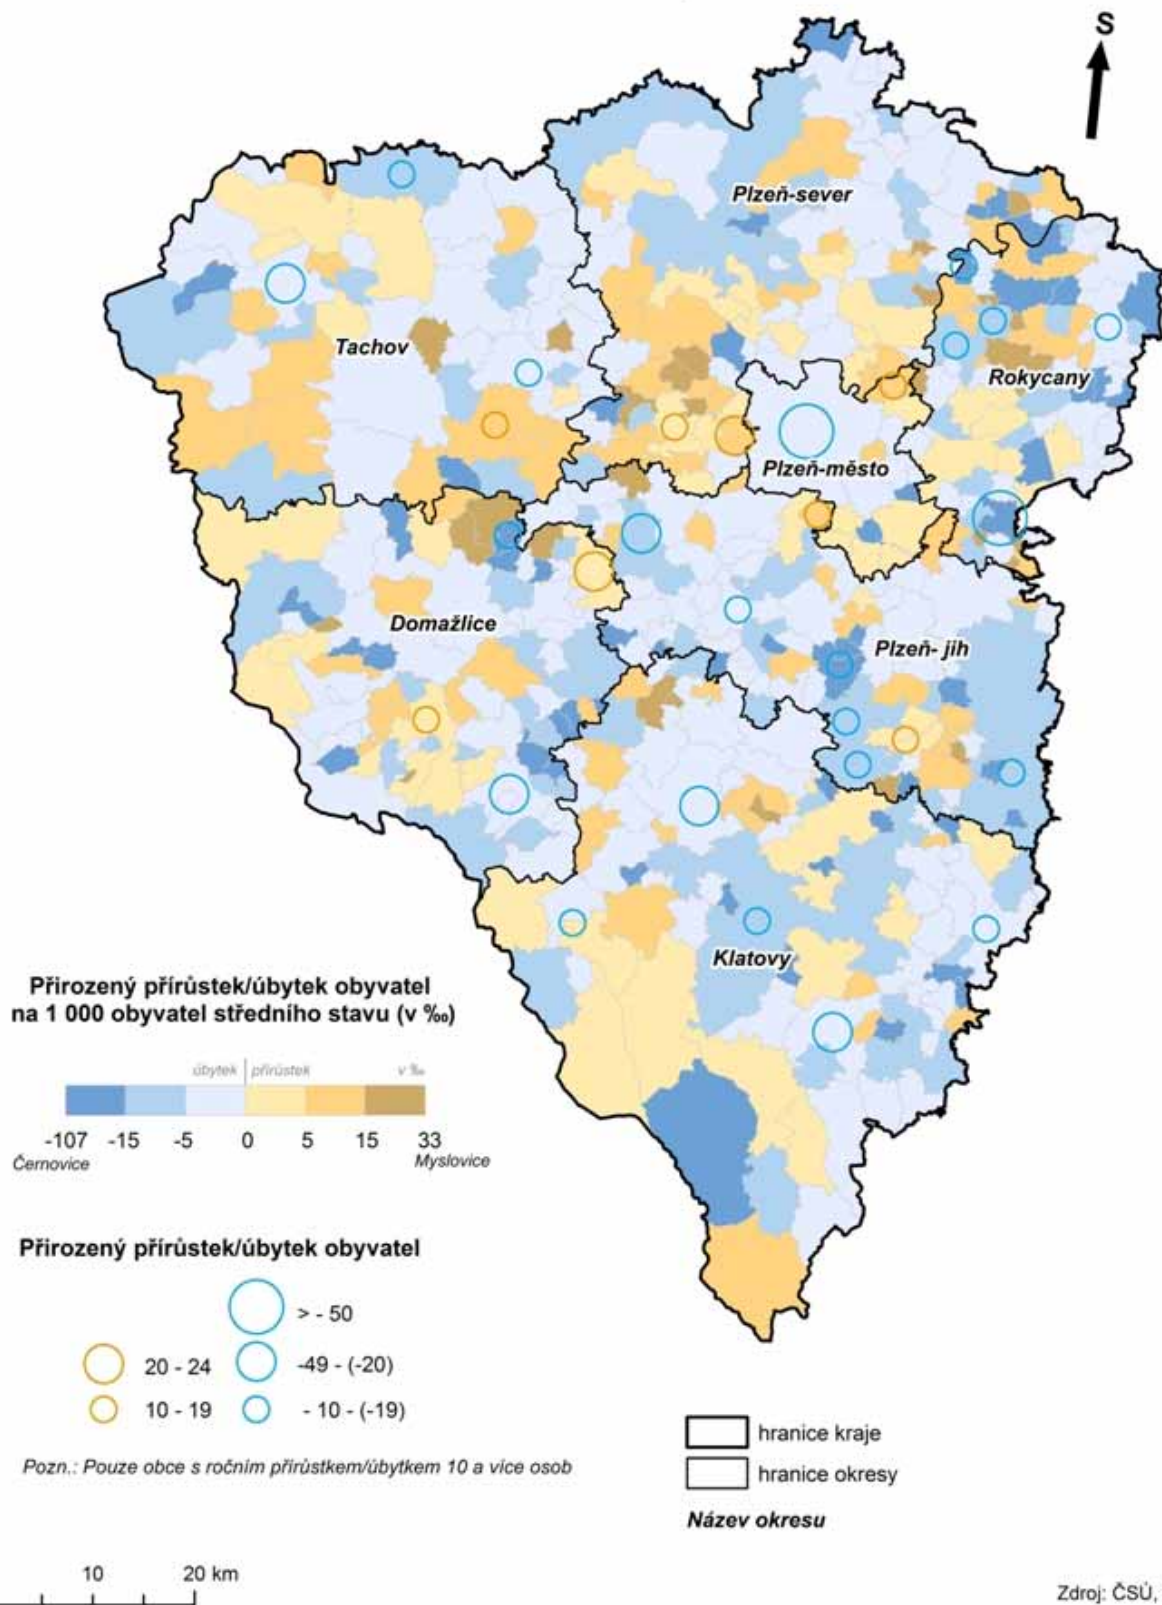 S
Plzeň-sever
Tachov
Rokycany
Plzeň-město
Domažlice
Plzeň- jih
Klatovy
Přirozený přírůstek/úbytek obyvatel
na 1 000 obyvatel středního stavu (v ‰)
úbytek přírůstek v ‰
-107 -15 -5 0 5 15 33
Černovice Myslovice
Přirozený přírůstek/úbytek obyvatel
> - 50
20 - 24 -49 - (-20)
10 - 19 - 10 - (-19)
Pozn.: Pouze obce s ročním přírůstkem/úbytkem 10 a více osob
hranice kraje
hranice okresy
Název okresu
10 20 km
Zdroj: ČSÚ,